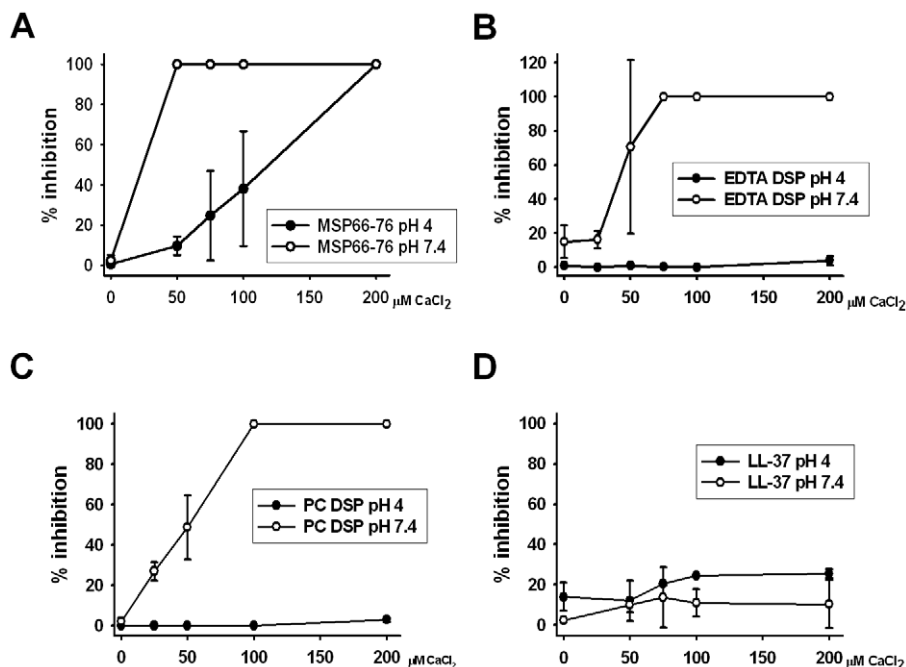 A
% inhibition
100
80
60
40
20
0
MSP66-76 pH 4
MSP66-76 pH 7.4
0 50 100 200 µM CaCl2
B
% inhibition
120
100
80
60
40
20
0
EDTA DSP pH 4
EDTA DSP pH 7.4
0 50 100 200 µM CaCl2
C
% inhibition
100
80
60
40
20
0
PC DSP pH 4
PC DSP pH 7.4
0 50 100 200 µM CaCl2
D
% inhibition
100
80
60
40
20
0
LL-37 pH 4
LL-37 pH 7.4
0 50 100 200 µM CaCl2